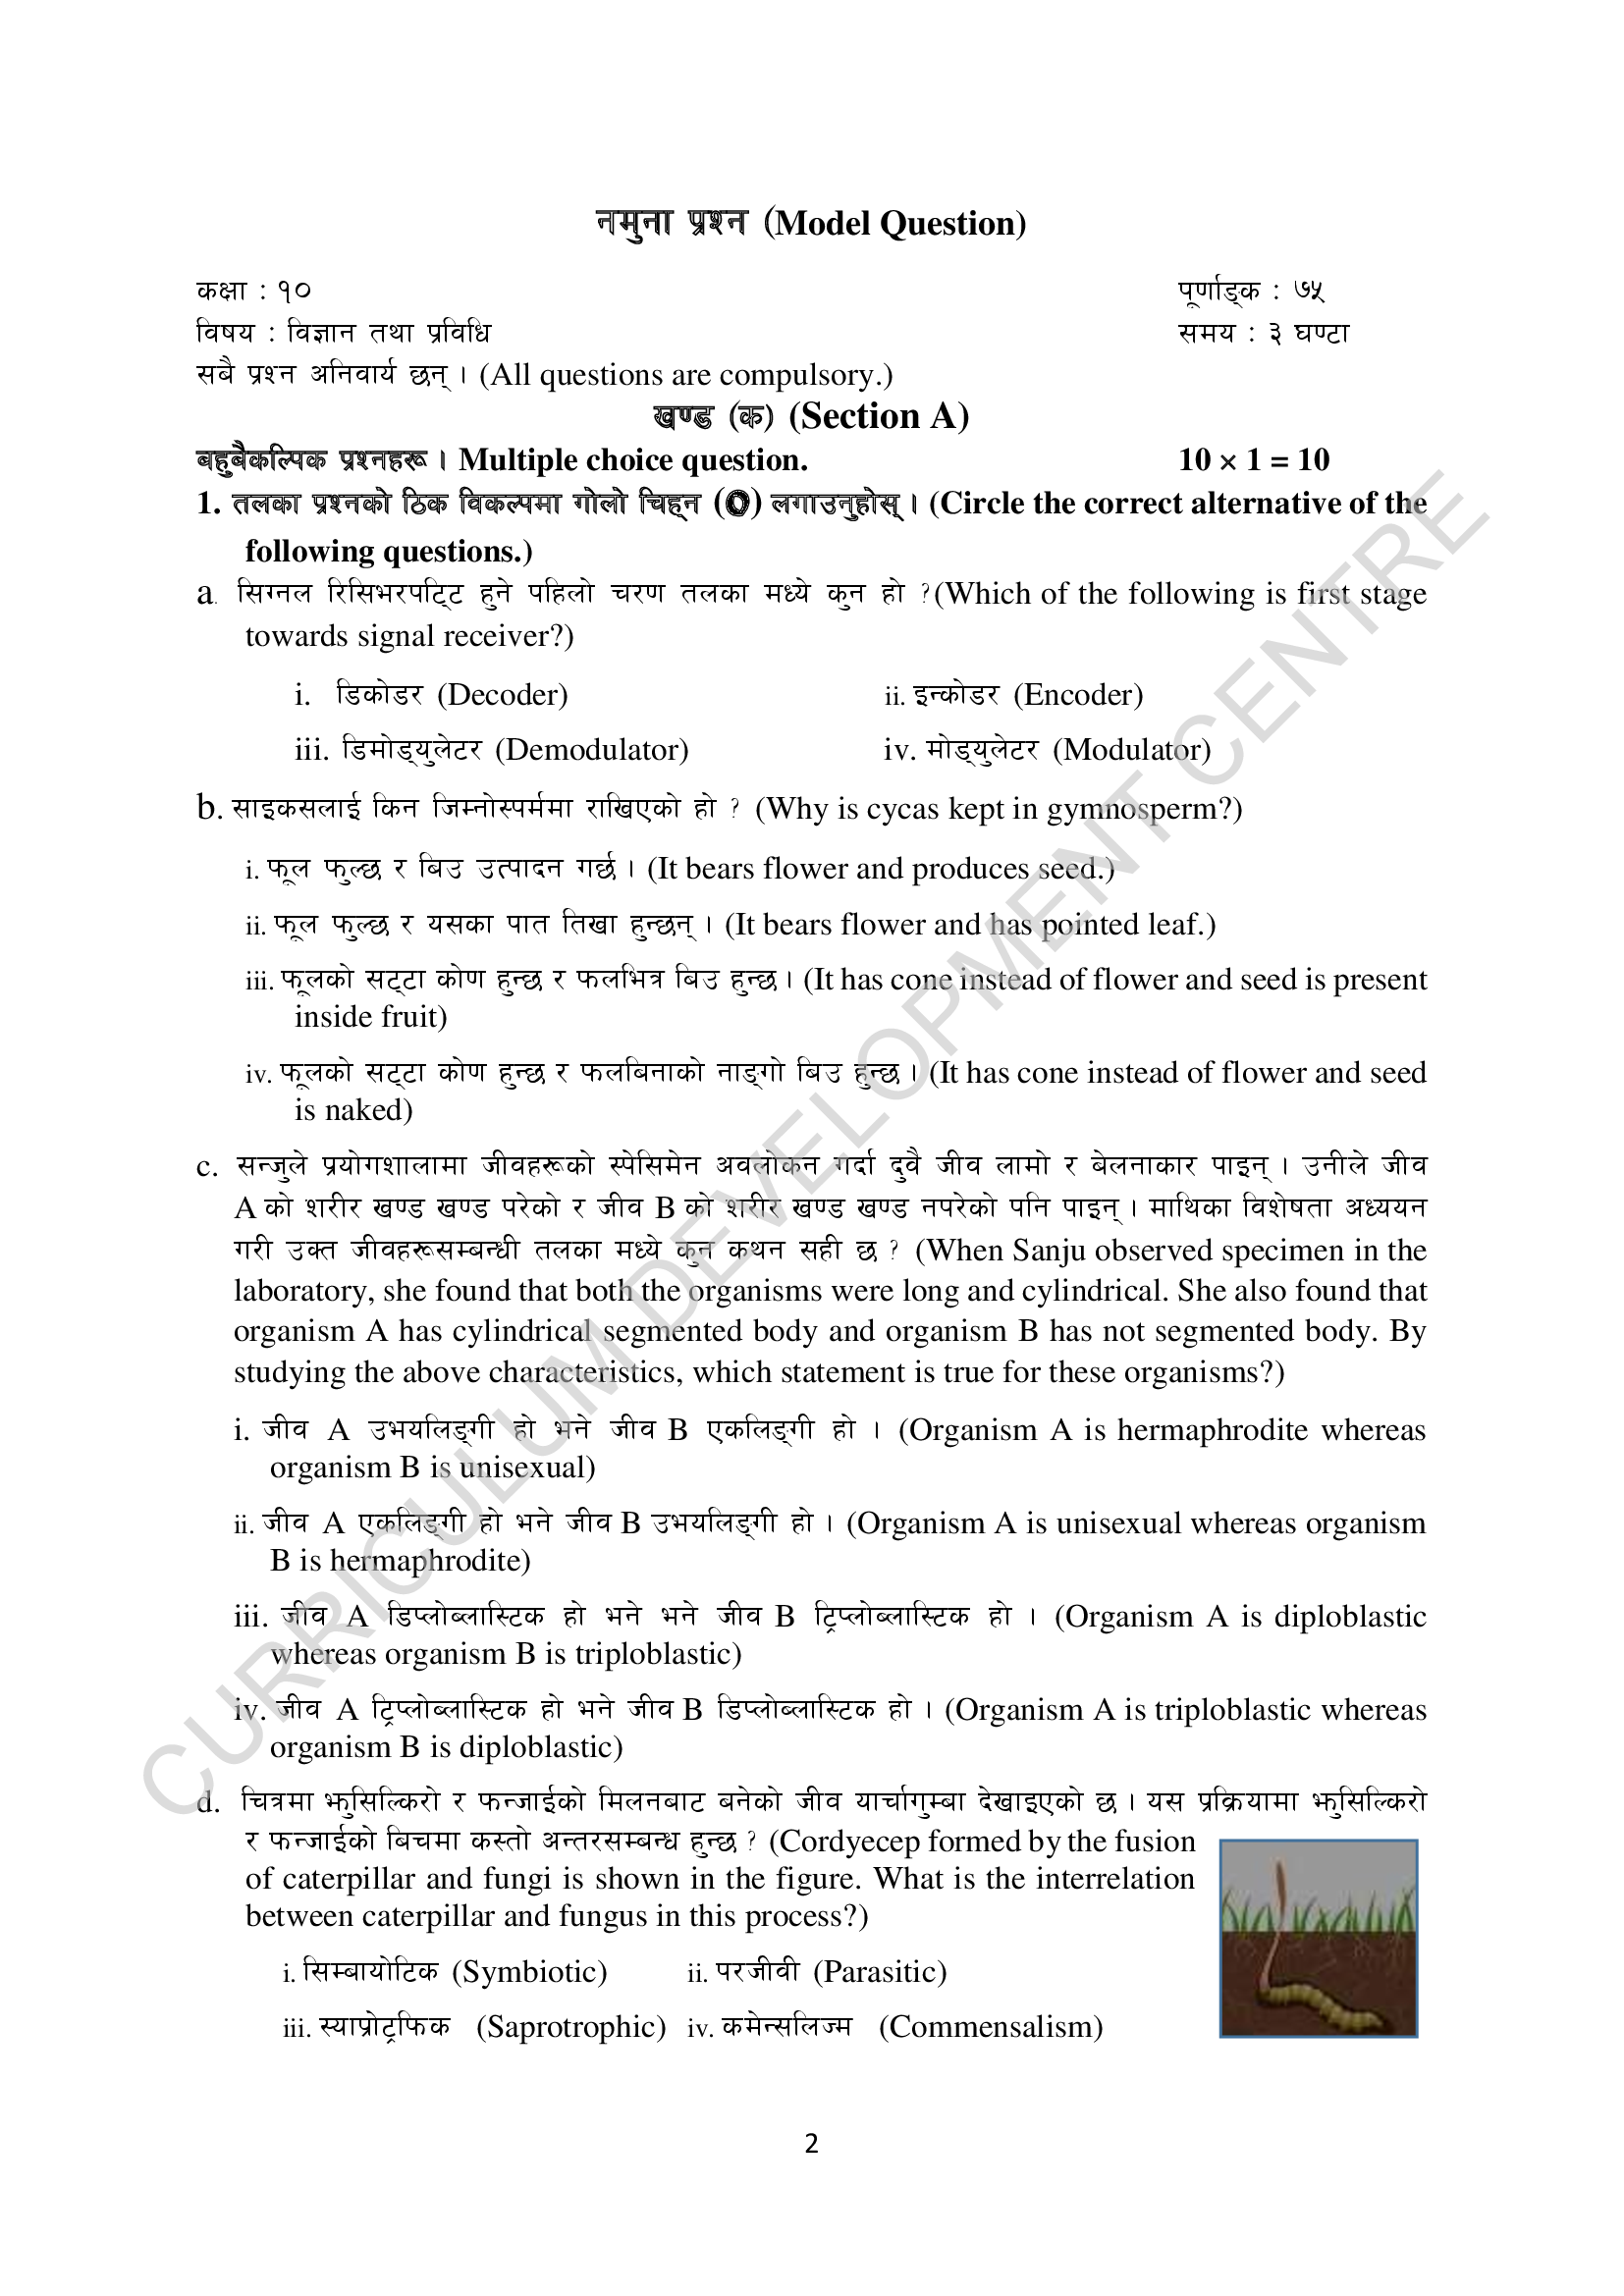 नमुना प्रश्न (Model Question)
कक्षा : १० पूर्णाङ्क : ७५
विषय : विज्ञान तथा प्रविधि समय : ३ घण्टा
सबै प्रश्न अनिवार्य छन् । (All questions are compulsory.)
खण्ड (क) (Section A)
बहुबैकल्पिक प्रश्नहरू । Multiple choice question. 10 × 1 = 10
1. तलका प्रश्नको ठिक विकल्पमा गोलो चिह्न (O) लगाउनुहोस् । (Circle the correct alternative of the
following questions.)
a. सिग्नल रिसिभरपट्टि हुने पहिलो चरण तलका मध्ये कुन हो ?(Which of the following is first stage
towards signal receiver?)
i. डिकोडर (Decoder) ii. इन्कोडर (Encoder)
iii. डिमोड्युलेटर (Demodulator) iv. मोड्युलेटर (Modulator)
b. साइकसलाई किन जिम्नोस्पर्ममा राखिएको हो ? (Why is cycas kept in gymnosperm?)
i. फूल फुल्छ र बिउ उत्पादन गर्छ । (It bears flower and produces seed.)
ii. फूल फुल्छ र यसका पात तिखा हुन्छन् । (It bears flower and has pointed leaf.)
iii. फूलको सट्टा कोण हुन्छ र फलभित्र बिउ हुन्छ । (It has cone instead of flower and seed is present
inside fruit)
iv. फूलको सट्टा कोण हुन्छ र फलबिनाको नाङ्गो बिउ हुन्छ । (It has cone instead of flower and seed
is naked)
c. सन्जुले प्रयोगशालामा जीवहरूको स्पेसिमेन अवलोकन गर्दा दुवै जीव लामो र बेलनाकार पाइन् । उनीले जीव
A को शरीर खण्ड खण्ड परेको र जीव B को शरीर खण्ड खण्ड नपरेको पनि पाइन् । माथिका विशेषता अध्ययन
गरी उक्त जीवहरूसम्बन्धी तलका मध्ये कुन कथन सही छ ? (When Sanju observed specimen in the
laboratory, she found that both the organisms were long and cylindrical. She also found that
organism A has cylindrical segmented body and organism B has not segmented body. By
studying the above characteristics, which statement is true for these organisms?)
i. जीव A उभयलिङ्गी हो भने जीव B एकलिङ्गी हो । (Organism A is hermaphrodite whereas
organism B is unisexual)
ii. जीव A एकलिङ्गी हो भने जीव B उभयलिङ्गी हो । (Organism A is unisexual whereas organism
B is hermaphrodite)
iii. जीव A डिप्लोब्लास्टिक हो भने भने जीव B ट्रिप्लोब्लास्टिक हो । (Organism A is diploblastic
whereas organism B is triploblastic)
iv. जीव A ट्रिप्लोब्लास्टिक हो भने जीव B डिप्लोब्लास्टिक हो । (Organism A is triploblastic whereas
organism B is diploblastic)
d. चित्रमा झुसिल्किरो र फन्जाईको मिलनबाट बनेको जीव यार्चागुम्बा देखाइएको छ । यस प्रक्रियामा झुसिल्किरो
र फन्जाईको बिचमा कस्तो अन्तरसम्बन्ध हुन्छ ? (Cordyecep formed by the fusion
of caterpillar and fungi is shown in the figure. What is the interrelation
between caterpillar and fungus in this process?)
i. सिम्बायोटिक (Symbiotic) ii. परजीवी (Parasitic)
iii. स्याप्रोट्रफिक (Saprotrophic) iv. कमेन्सलिज्म (Commensalism)
2
CURRICULUM DEVELOPMENT CENTRE